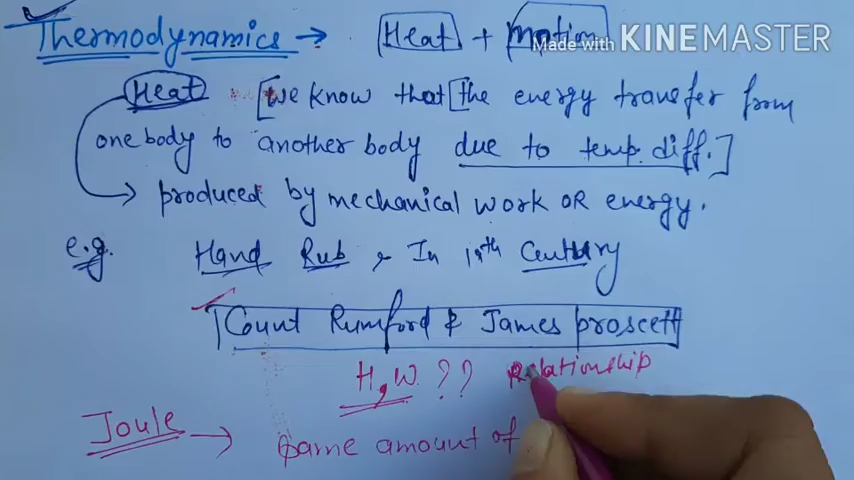 Thermodynamics → Heat + motion
Made with KINEMASTER
Heat [We know that [the energy transfer from
one body to another body due to temp. diff.]
→ produced by mechanical work OR energy.
e.g. Hand Rub, In 19th Century
Count Rumford & James proscett
H, W ?? Relationship
Joule → same amount of